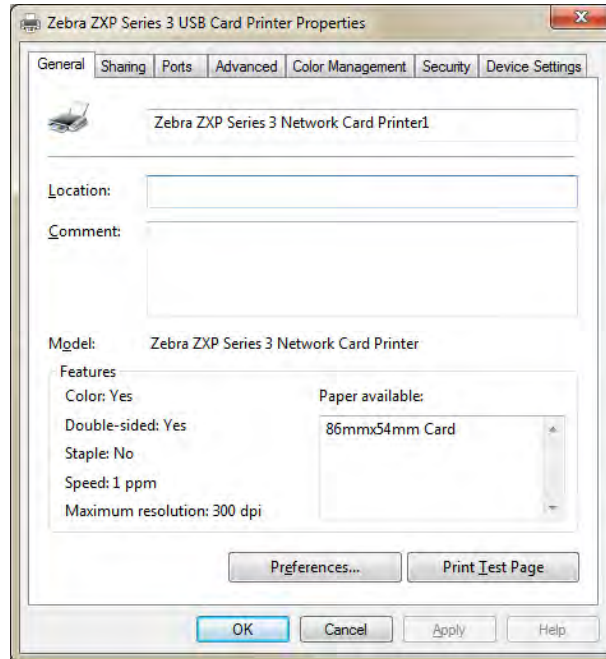 Zebra ZXP Series 3 USB Card Printer Properties
General Sharing Ports Advanced Color Management Security Device Settings
Zebra ZXP Series 3 Network Card Printer1
Location:
Comment:
Model: Zebra ZXP Series 3 Network Card Printer
Features
Color: Yes
Double-sided: Yes
Staple: No
Speed: 1 ppm
Maximum resolution: 300 dpi
Paper available:
86mmx54mm Card
Preferences... Print Test Page
OK Cancel Apply Help